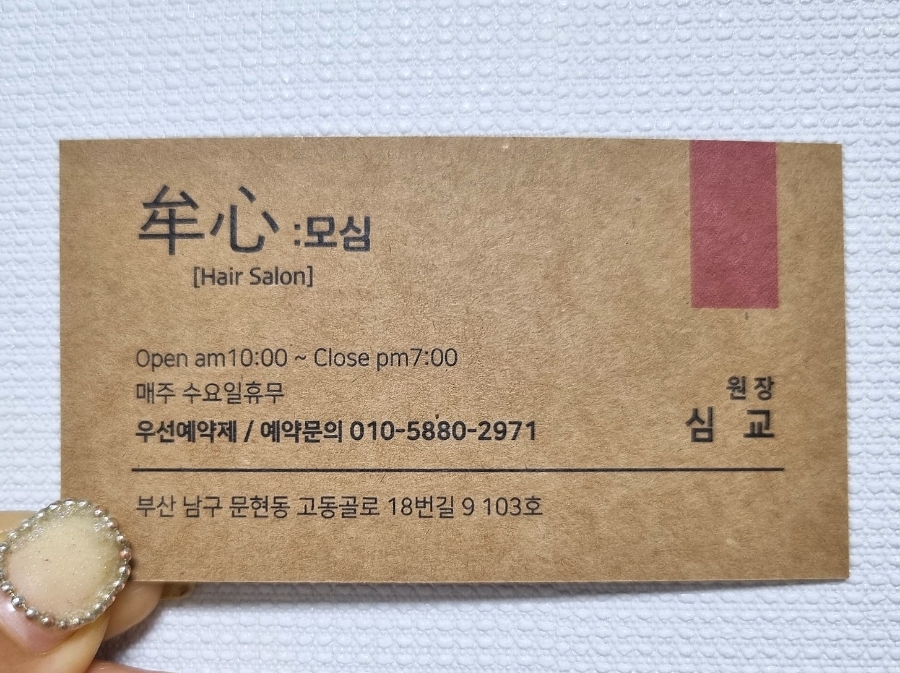 牟心 :모심
[Hair Salon]
Open am10:00 ~ Close pm7:00
매주 수요일휴무
우선예약제 / 예약문의 010-5880-2971
원장
심 교
부산 남구 문현동 고동골로 18번길 9 103호